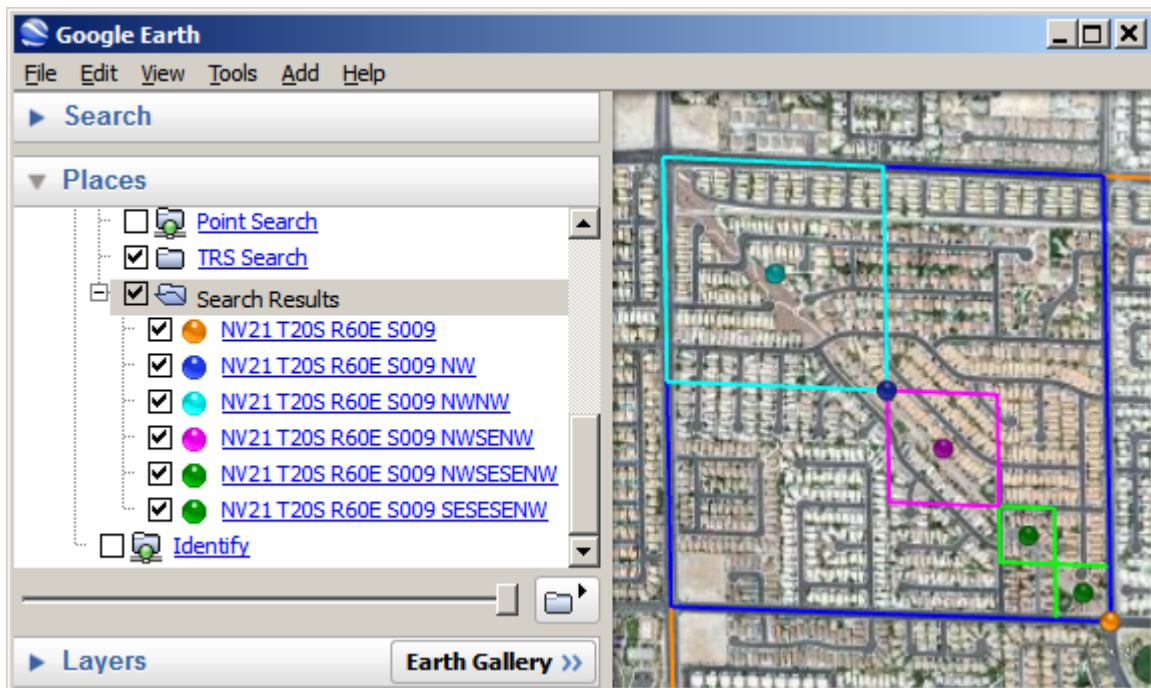 Google Earth
File Edit View Tools Add Help
Search
Places
Point Search
TRS Search
Search Results
NV21 T20S R60E S009
NV21 T20S R60E S009 NW
NV21 T20S R60E S009 NWNW
NV21 T20S R60E S009 NWSENW
NV21 T20S R60E S009 NWSESENW
NV21 T20S R60E S009 SESESENW
Identify
Layers
Earth Gallery >>